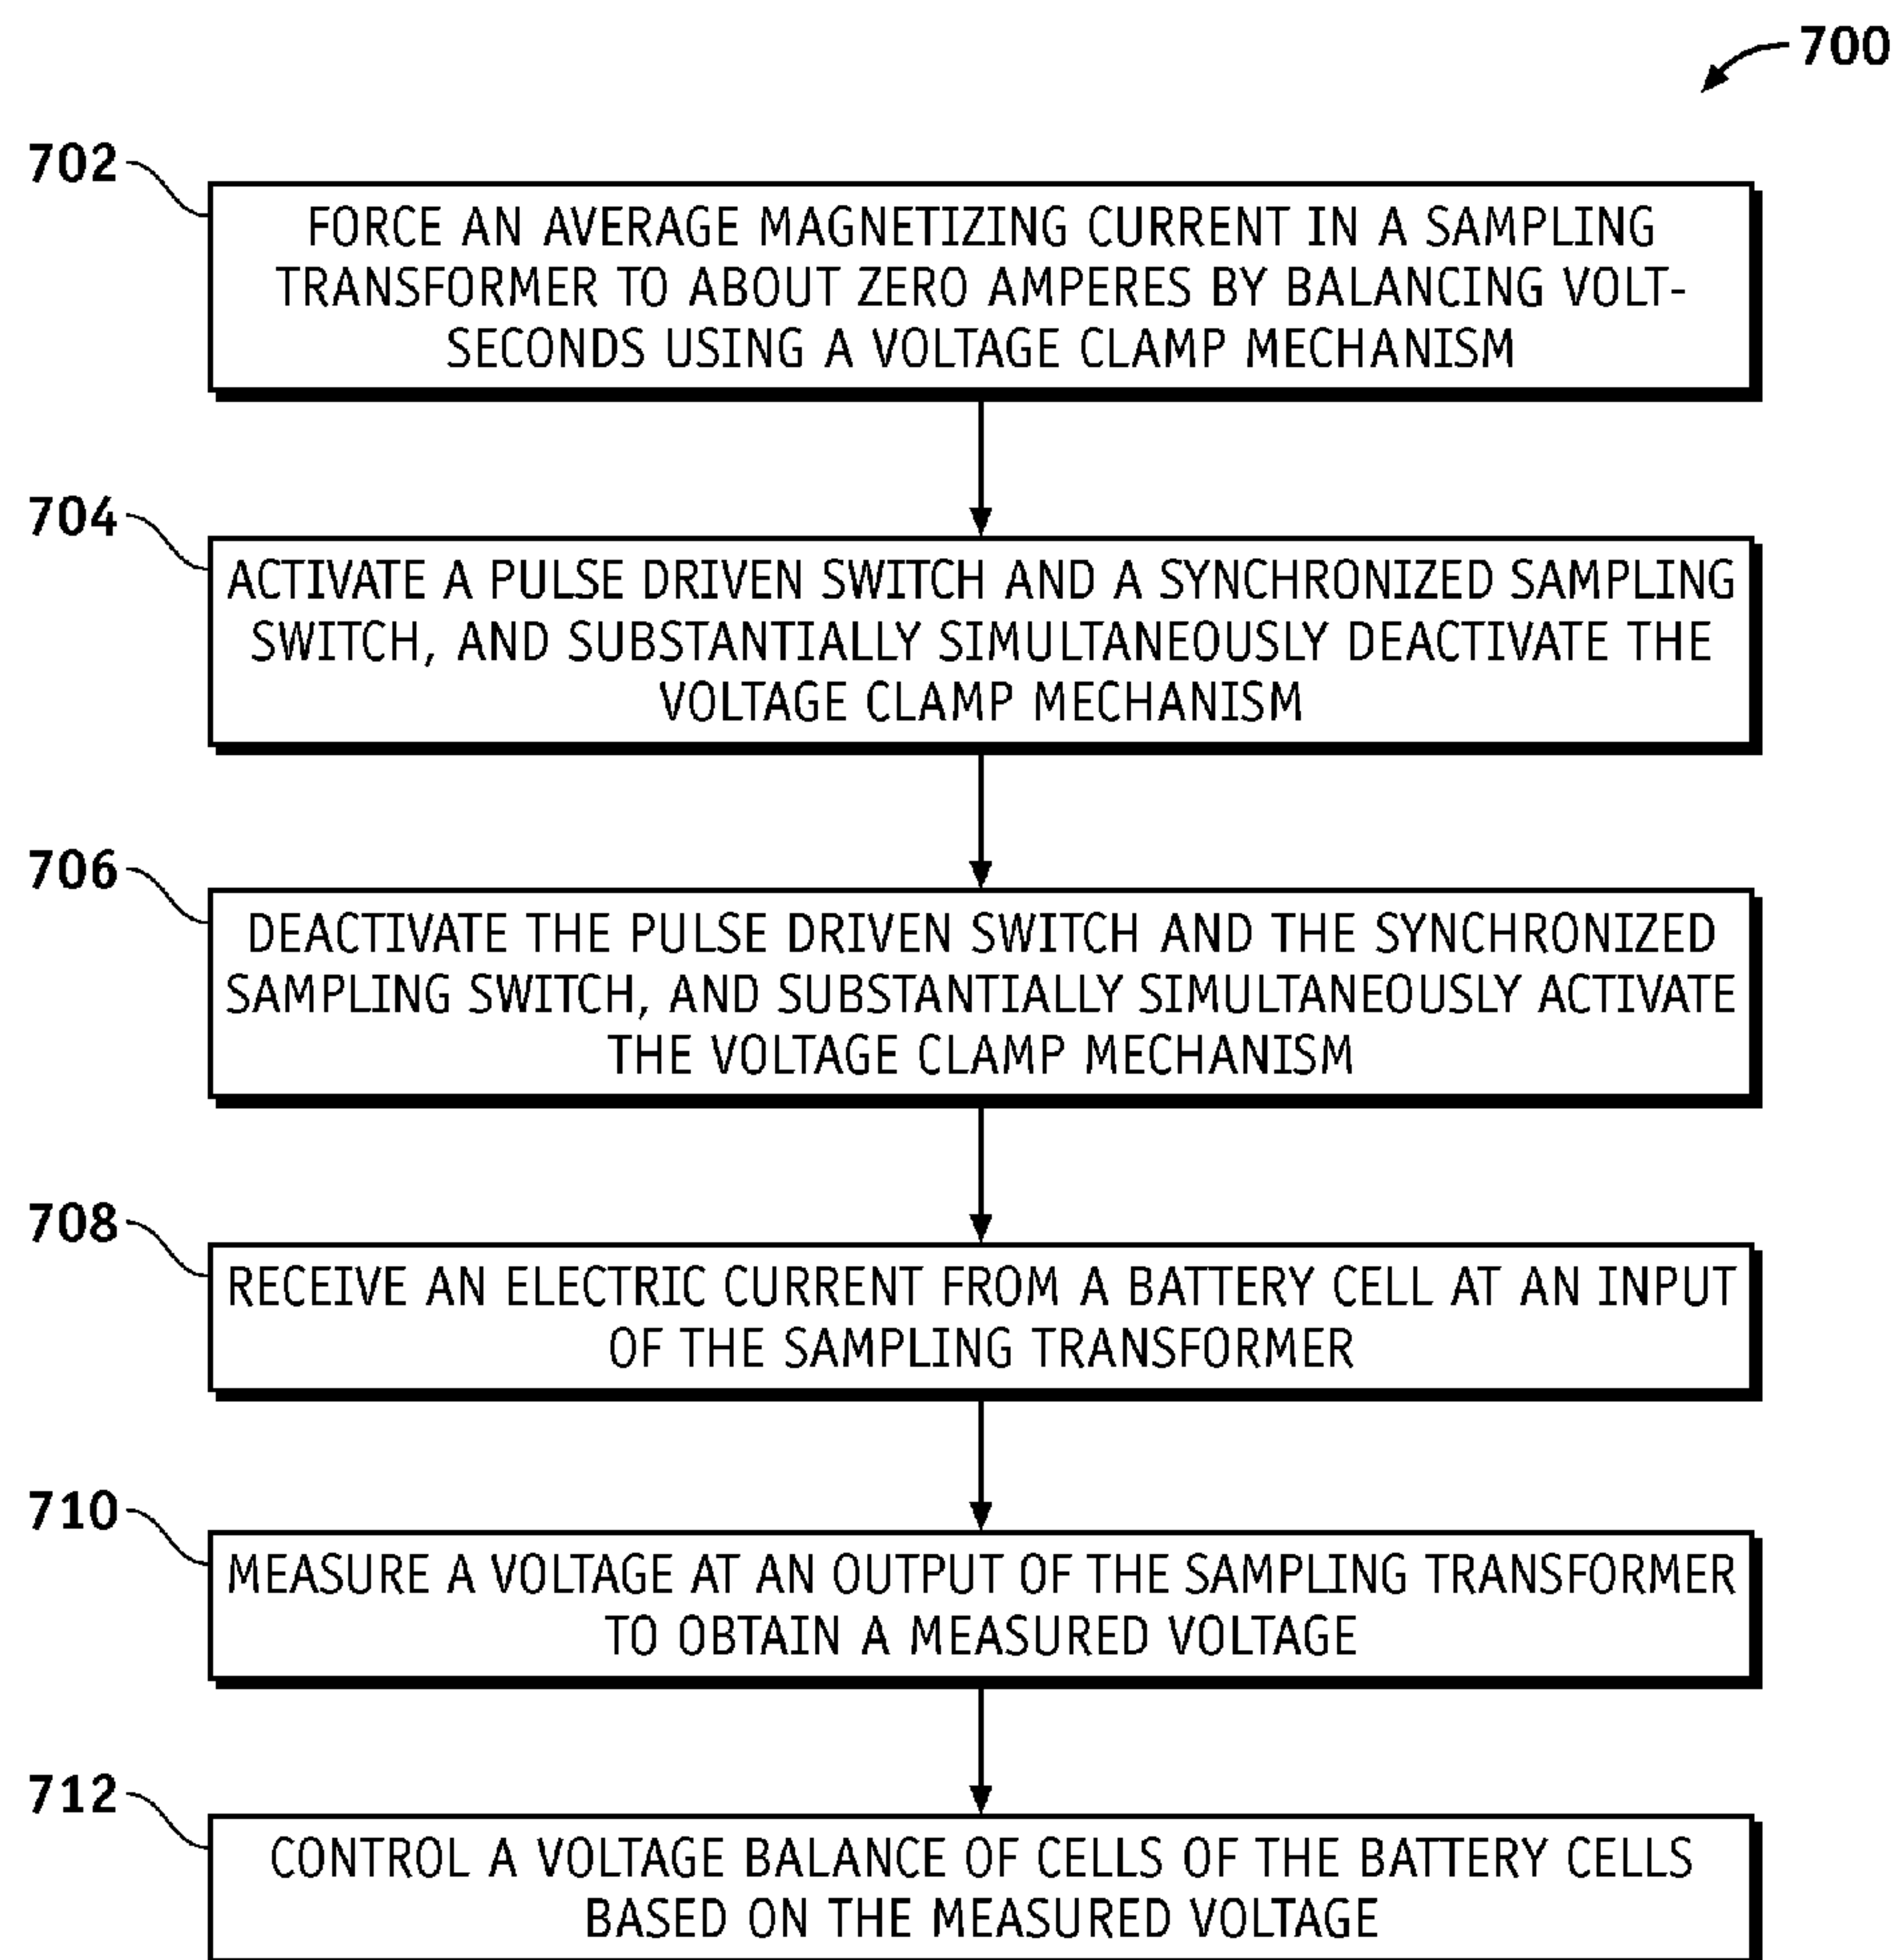 700
702
FORCE AN AVERAGE MAGNETIZING CURRENT IN A SAMPLING
TRANSFORMER TO ABOUT ZERO AMPERES BY BALANCING VOLT-
SECONDS USING A VOLTAGE CLAMP MECHANISM
704
ACTIVATE A PULSE DRIVEN SWITCH AND A SYNCHRONIZED SAMPLING
SWITCH, AND SUBSTANTIALLY SIMULTANEOUSLY DEACTIVATE THE
VOLTAGE CLAMP MECHANISM
706
DEACTIVATE THE PULSE DRIVEN SWITCH AND THE SYNCHRONIZED
SAMPLING SWITCH, AND SUBSTANTIALLY SIMULTANEOUSLY ACTIVATE
THE VOLTAGE CLAMP MECHANISM
708
RECEIVE AN ELECTRIC CURRENT FROM A BATTERY CELL AT AN INPUT
OF THE SAMPLING TRANSFORMER
710
MEASURE A VOLTAGE AT AN OUTPUT OF THE SAMPLING TRANSFORMER
TO OBTAIN A MEASURED VOLTAGE
712
CONTROL A VOLTAGE BALANCE OF CELLS OF THE BATTERY CELLS
BASED ON THE MEASURED VOLTAGE